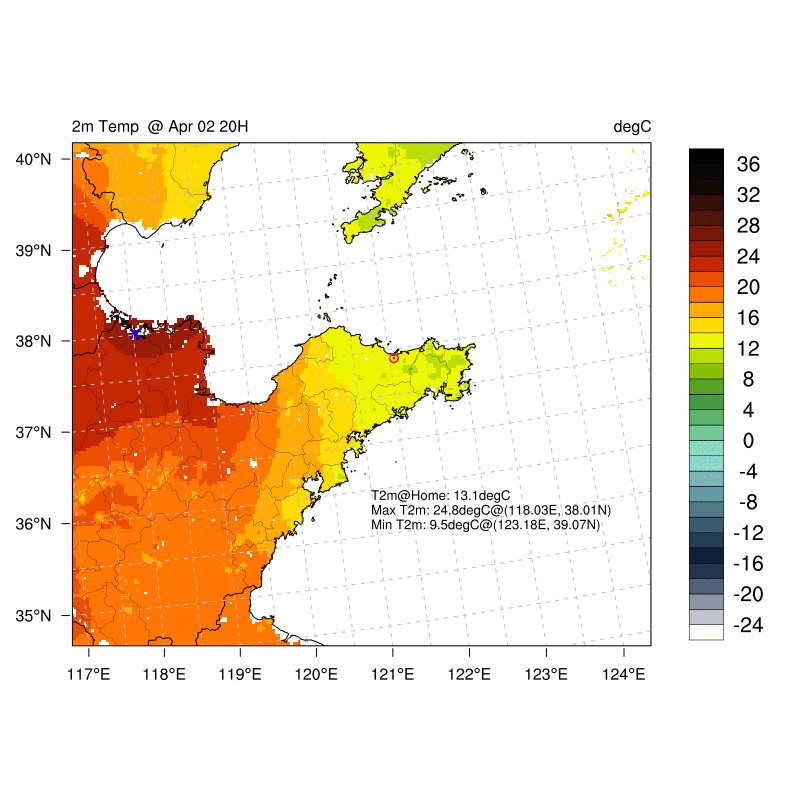 2m Temp @ Apr 02 20H
degC
40°N
39°N
38°N
37°N
36°N
35°N
117°E
118°E
119°E
120°E
121°E
122°E
123°E
124°E
T2m@Home: 13.1degC
Max T2m: 24.8degC@(118.03E, 38.01N)
Min T2m: 9.5degC@(123.18E, 39.07N)
36
32
28
24
20
16
12
8
4
0
-4
-8
-12
-16
-20
-24